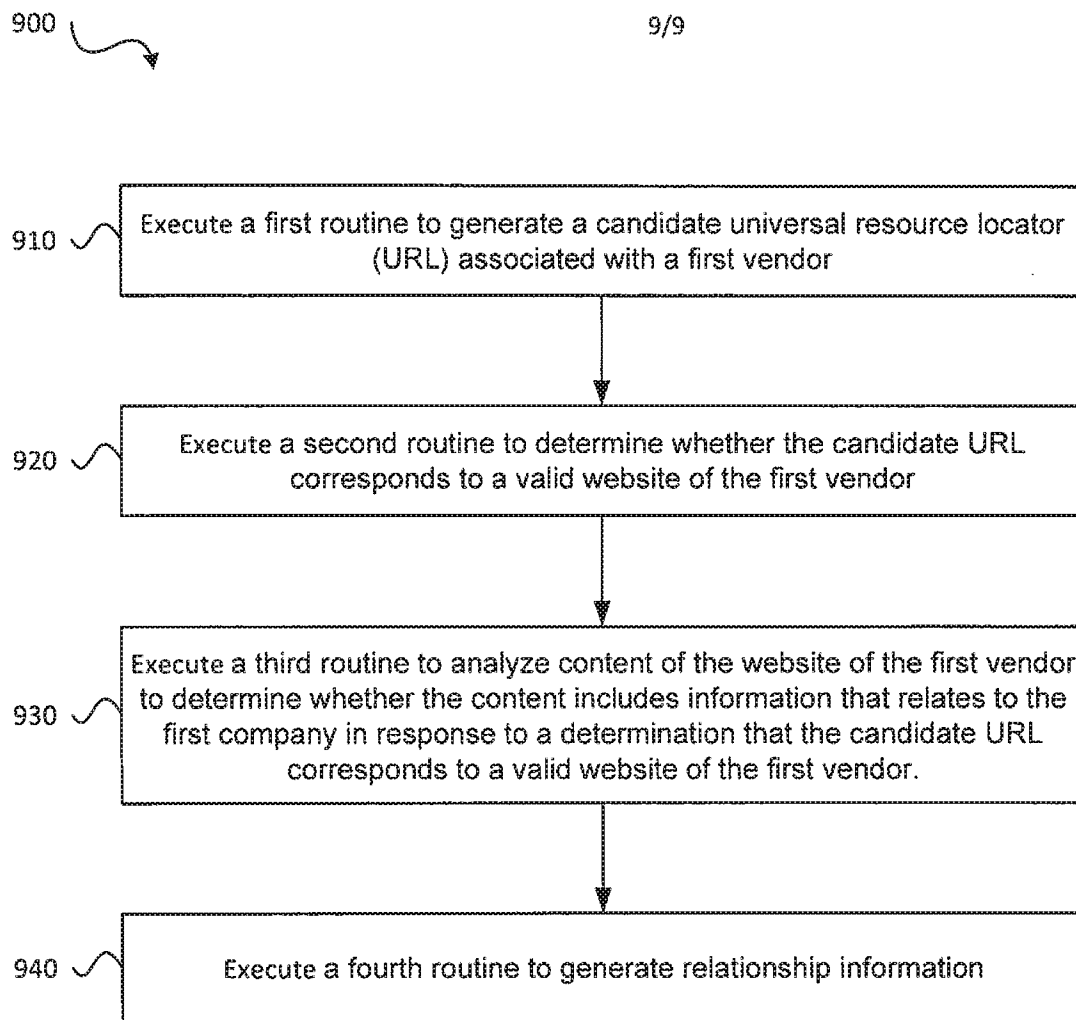 900
9/9
910
Execute a first routine to generate a candidate universal resource locator
(URL) associated with a first vendor
920
Execute a second routine to determine whether the candidate URL
corresponds to a valid website of the first vendor
930
Execute a third routine to analyze content of the website of the first vendor
to determine whether the content includes information that relates to the
first company in response to a determination that the candidate URL
corresponds to a valid website of the first vendor.
940
Execute a fourth routine to generate relationship information